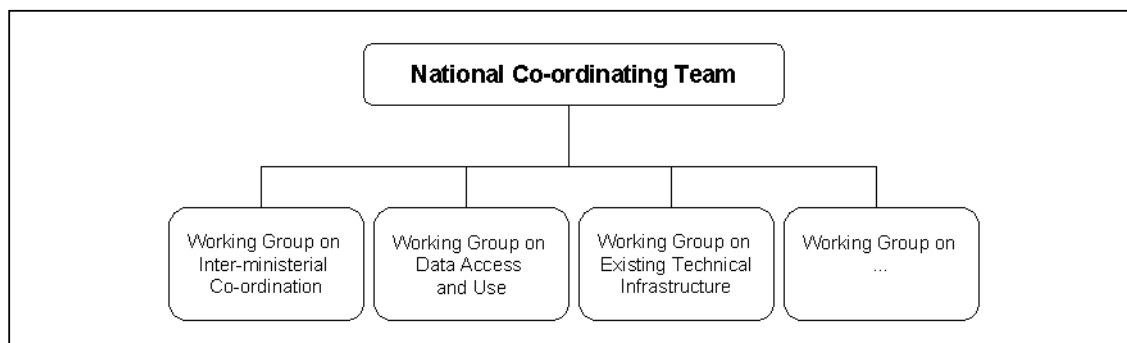 National Co-ordinating Team
Working Group on
Inter-ministerial
Co-ordination
Working Group on
Data Access
and Use
Working Group on
Existing Technical
Infrastructure
Working Group on
...